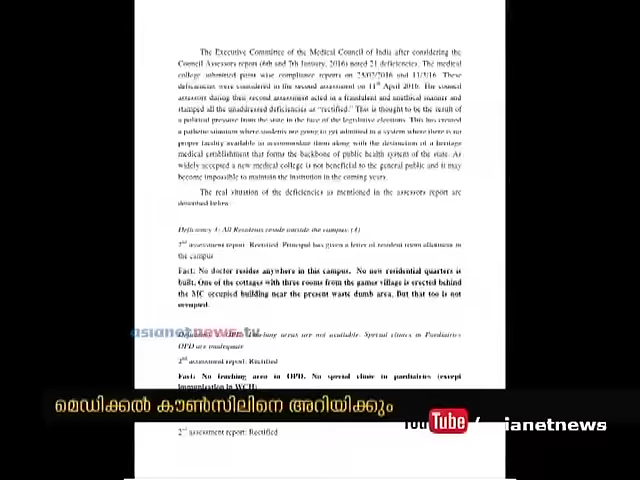 The Executive Committee of the Medical Council of India after considering the
Council Assessors report (6th and 7th January, 2016) noted 21 deficiencies. The medical
college submitted point wise compliance reports on 25/02/2016 and 11/3/16. These
deficiencies were considered in the second assessment on 11th April 2016. The council
assessors during their second assessment acted in a fraudulent and unethical manner and
stamped all the unaddressed deficiencies as "rectified." This is thought to be the result of
a political pressure from the state in the face of the legislative elections. This has created
a pathetic situation where students are going to get admitted to a system where there is no
proper facility available to accommodate them along with the destruction of a heritage
medical establishment that forms the backbone of public health system of the state. As
widely accepted a new medical college is not beneficial to the general public and it may
become impossible to maintain the institution in the coming years.
The real situation of the deficiencies as mentioned in the assessors report are
described below.
Deficiency All Residents reside outside the campus.
2nd assessment report: Rectified: Principal has given a letter of resident room allotment in
the campus
Fact: No doctor resides anywhere in this campus. No new residential quarters is
built. One of the cottages with three rooms from the games village is erected behind
the MC occupied building near the present waste dumb area. But that too is not
occupied.
asianetnews.tv
OPD: Teaching areas are not available. Special clinics in Paediatrics
OPD are inadequate
2nd assessment report: Rectified
Fact: No teaching area in OPD. No special clinic in paediatrics (except
immunization in WCH)
മെഡിക്കൽ കൗൺസിലിനെ അറിയിക്കും
YouTube / asianetnews
2nd assessment report: Rectified